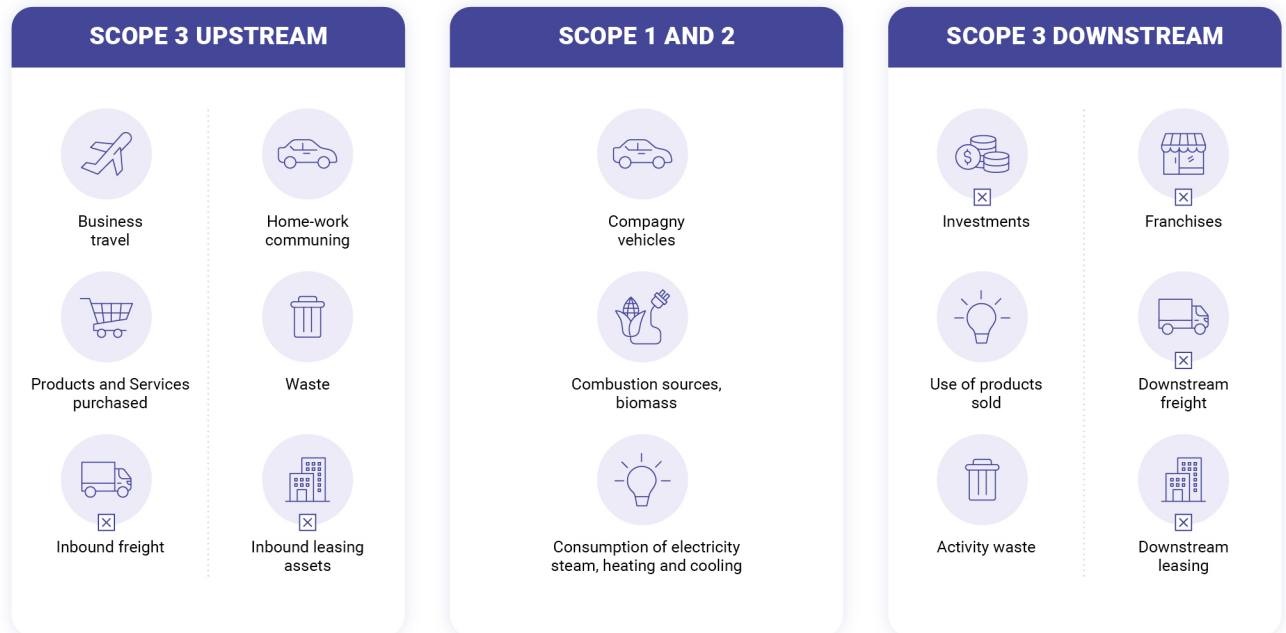 SCOPE 3 UPSTREAM
Business
travel
Home-work
communing
Products and Services
purchased
Waste
Inbound freight
Inbound leasing
assets
SCOPE 1 AND 2
Compagny
vehicles
Combustion sources,
biomass
Consumption of electricity
steam, heating and cooling
SCOPE 3 DOWNSTREAM
$
Investments
Franchises
Use of products
sold
Downstream
freight
Activity waste
Downstream
leasing